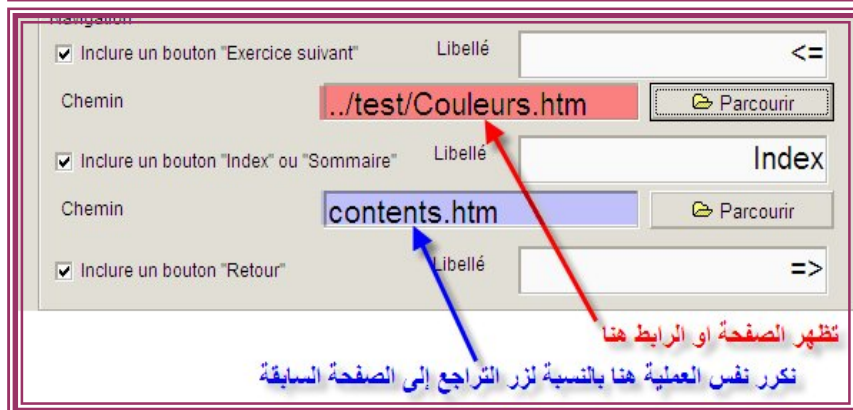 Navigation
Inclure un bouton "Exercice suivant" Libellé <=
Chemin ../test/Couleurs.htm Parcourir
Inclure un bouton "Index" ou "Sommaire" Libellé Index
Chemin contents.htm Parcourir
Inclure un bouton "Retour" Libellé =>
تظهر الصفحة او الرابط هنا
نكرر نفس العملية هنا بالنسبة لزر التراجع إلى الصفحة السابقة